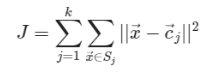 J = \sum_{j=1}^{k} \sum_{\vec{x} \in S_j} ||\vec{x} - \vec{c}_j||^2